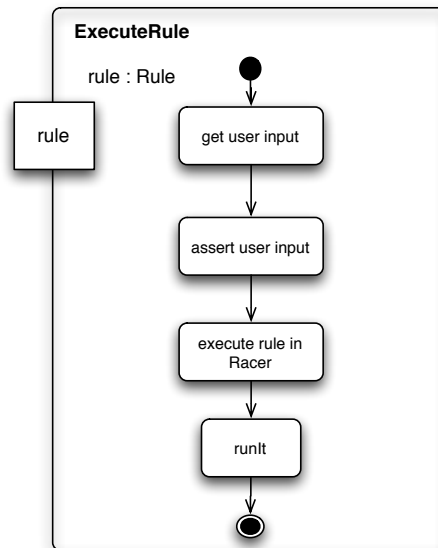 ExecuteRule
rule : Rule
rule
get user input
assert user input
execute rule in
Racer
runIt